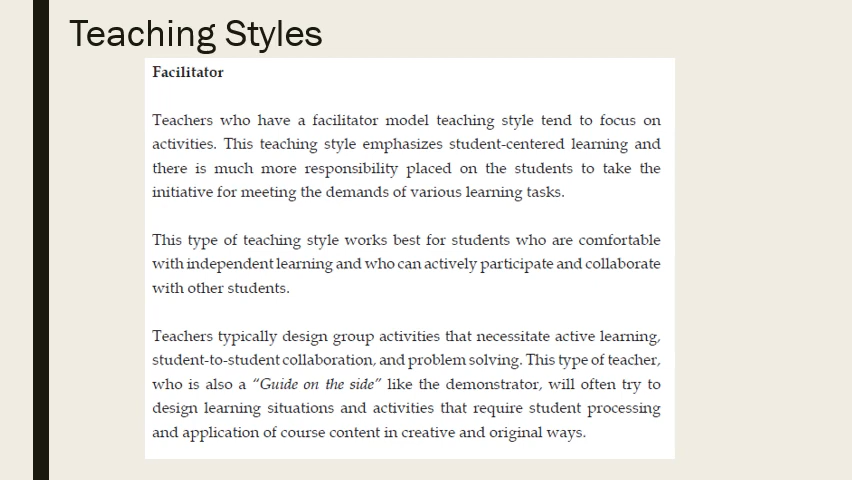 Teaching Styles
Facilitator
Teachers who have a facilitator model teaching style tend to focus on
activities. This teaching style emphasizes student-centered learning and
there is much more responsibility placed on the students to take the
initiative for meeting the demands of various learning tasks.
This type of teaching style works best for students who are comfortable
with independent learning and who can actively participate and collaborate
with other students.
Teachers typically design group activities that necessitate active learning,
student-to-student collaboration, and problem solving. This type of teacher,
who is also a “Guide on the side” like the demonstrator, will often try to
design learning situations and activities that require student processing
and application of course content in creative and original ways.